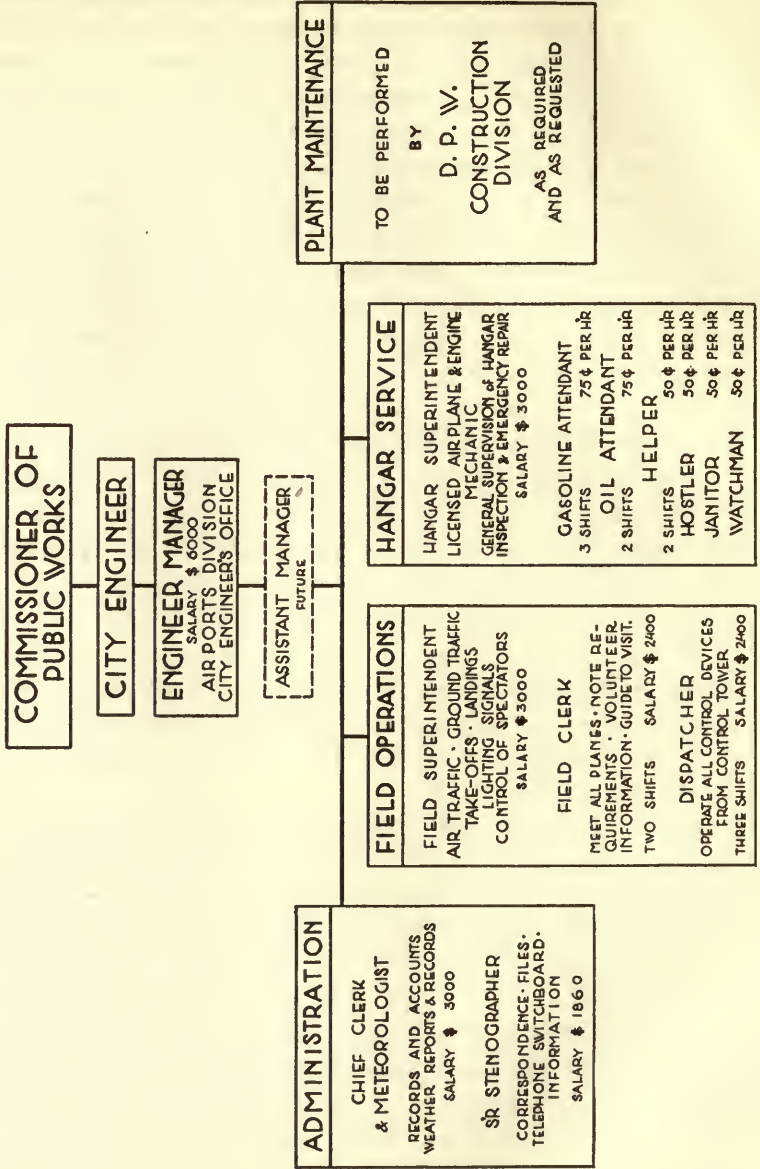 COMMISSIONER OF
PUBLIC WORKS
CITY ENGINEER
ENGINEER MANAGER
SALARY $ 6000
AIRPORTS DIVISION
CITY ENGINEER'S OFFICE
ASSISTANT MANAGER
FUTURE
ADMINISTRATION
CHIEF CLERK
& METEOROLOGIST
RECORDS AND ACCOUNTS
WEATHER REPORTS & RECORDS
SALARY $ 3000
SR STENOGRAPHER
CORRESPONDENCE · FILES ·
TELEPHONE SWITCHBOARD ·
INFORMATION
SALARY $ 1860
FIELD OPERATIONS
FIELD SUPERINTENDENT
AIR TRAFFIC · GROUND TRAFFIC
TAKE-OFFS · LANDINGS
LIGHTING SIGNALS
CONTROL OF SPECTATORS
SALARY $3000
FIELD CLERK
MEET ALL PLANES · NOTE RE-
QUIREMENTS · VOLUNTEER
INFORMATION · GUIDE TO VISIT.
TWO SHIFTS SALARY $ 2400
DISPATCHER
OPERATE ALL CONTROL DEVICES
FROM CONTROL TOWER
THREE SHIFTS SALARY $ 2400
HANGAR SERVICE
HANGAR SUPERINTENDENT
LICENSED AIRPLANE & ENGINE
MECHANIC
GENERAL SUPERVISION of HANGAR
INSPECTION & EMERGENCY REPAIR
SALARY $ 3000
GASOLINE ATTENDANT
3 SHIFTS 75¢ PER HR
OIL ATTENDANT
2 SHIFTS 75¢ PER HR
HELPER
2 SHIFTS 50¢ PER HR
HOSTLER 50¢ PER HR
JANITOR 50¢ PER HR
WATCHMAN 50¢ PER HR
PLANT MAINTENANCE
TO BE PERFORMED
BY
D. P. W.
CONSTRUCTION
DIVISION
AS REQUIRED
AND AS REQUESTED